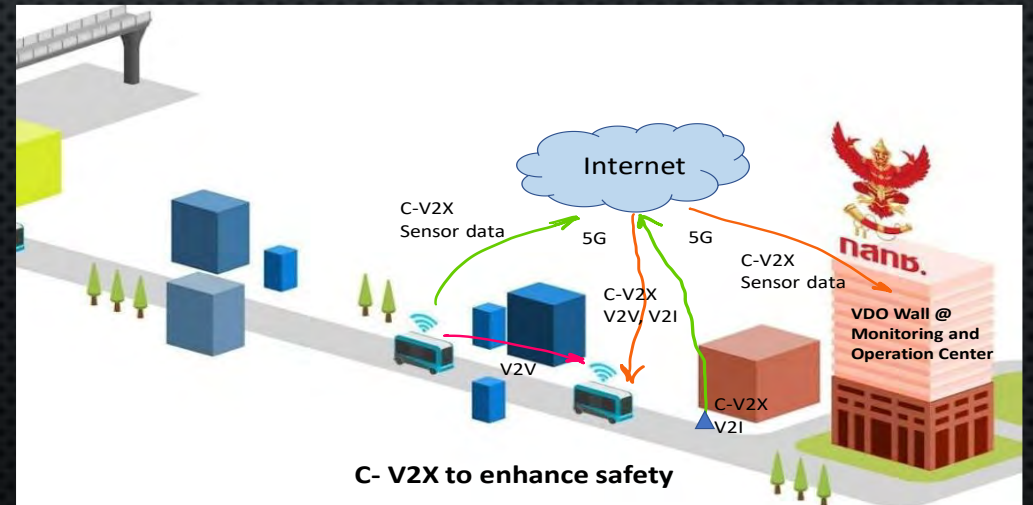 Internet
C-V2X
Sensor data
5G
5G
C-V2X
Sensor data
กสทช.
C-V2X
V2V, V2I
VDO Wall @
Monitoring and
Operation Center
V2V
C-V2X
V2I
C- V2X to enhance safety